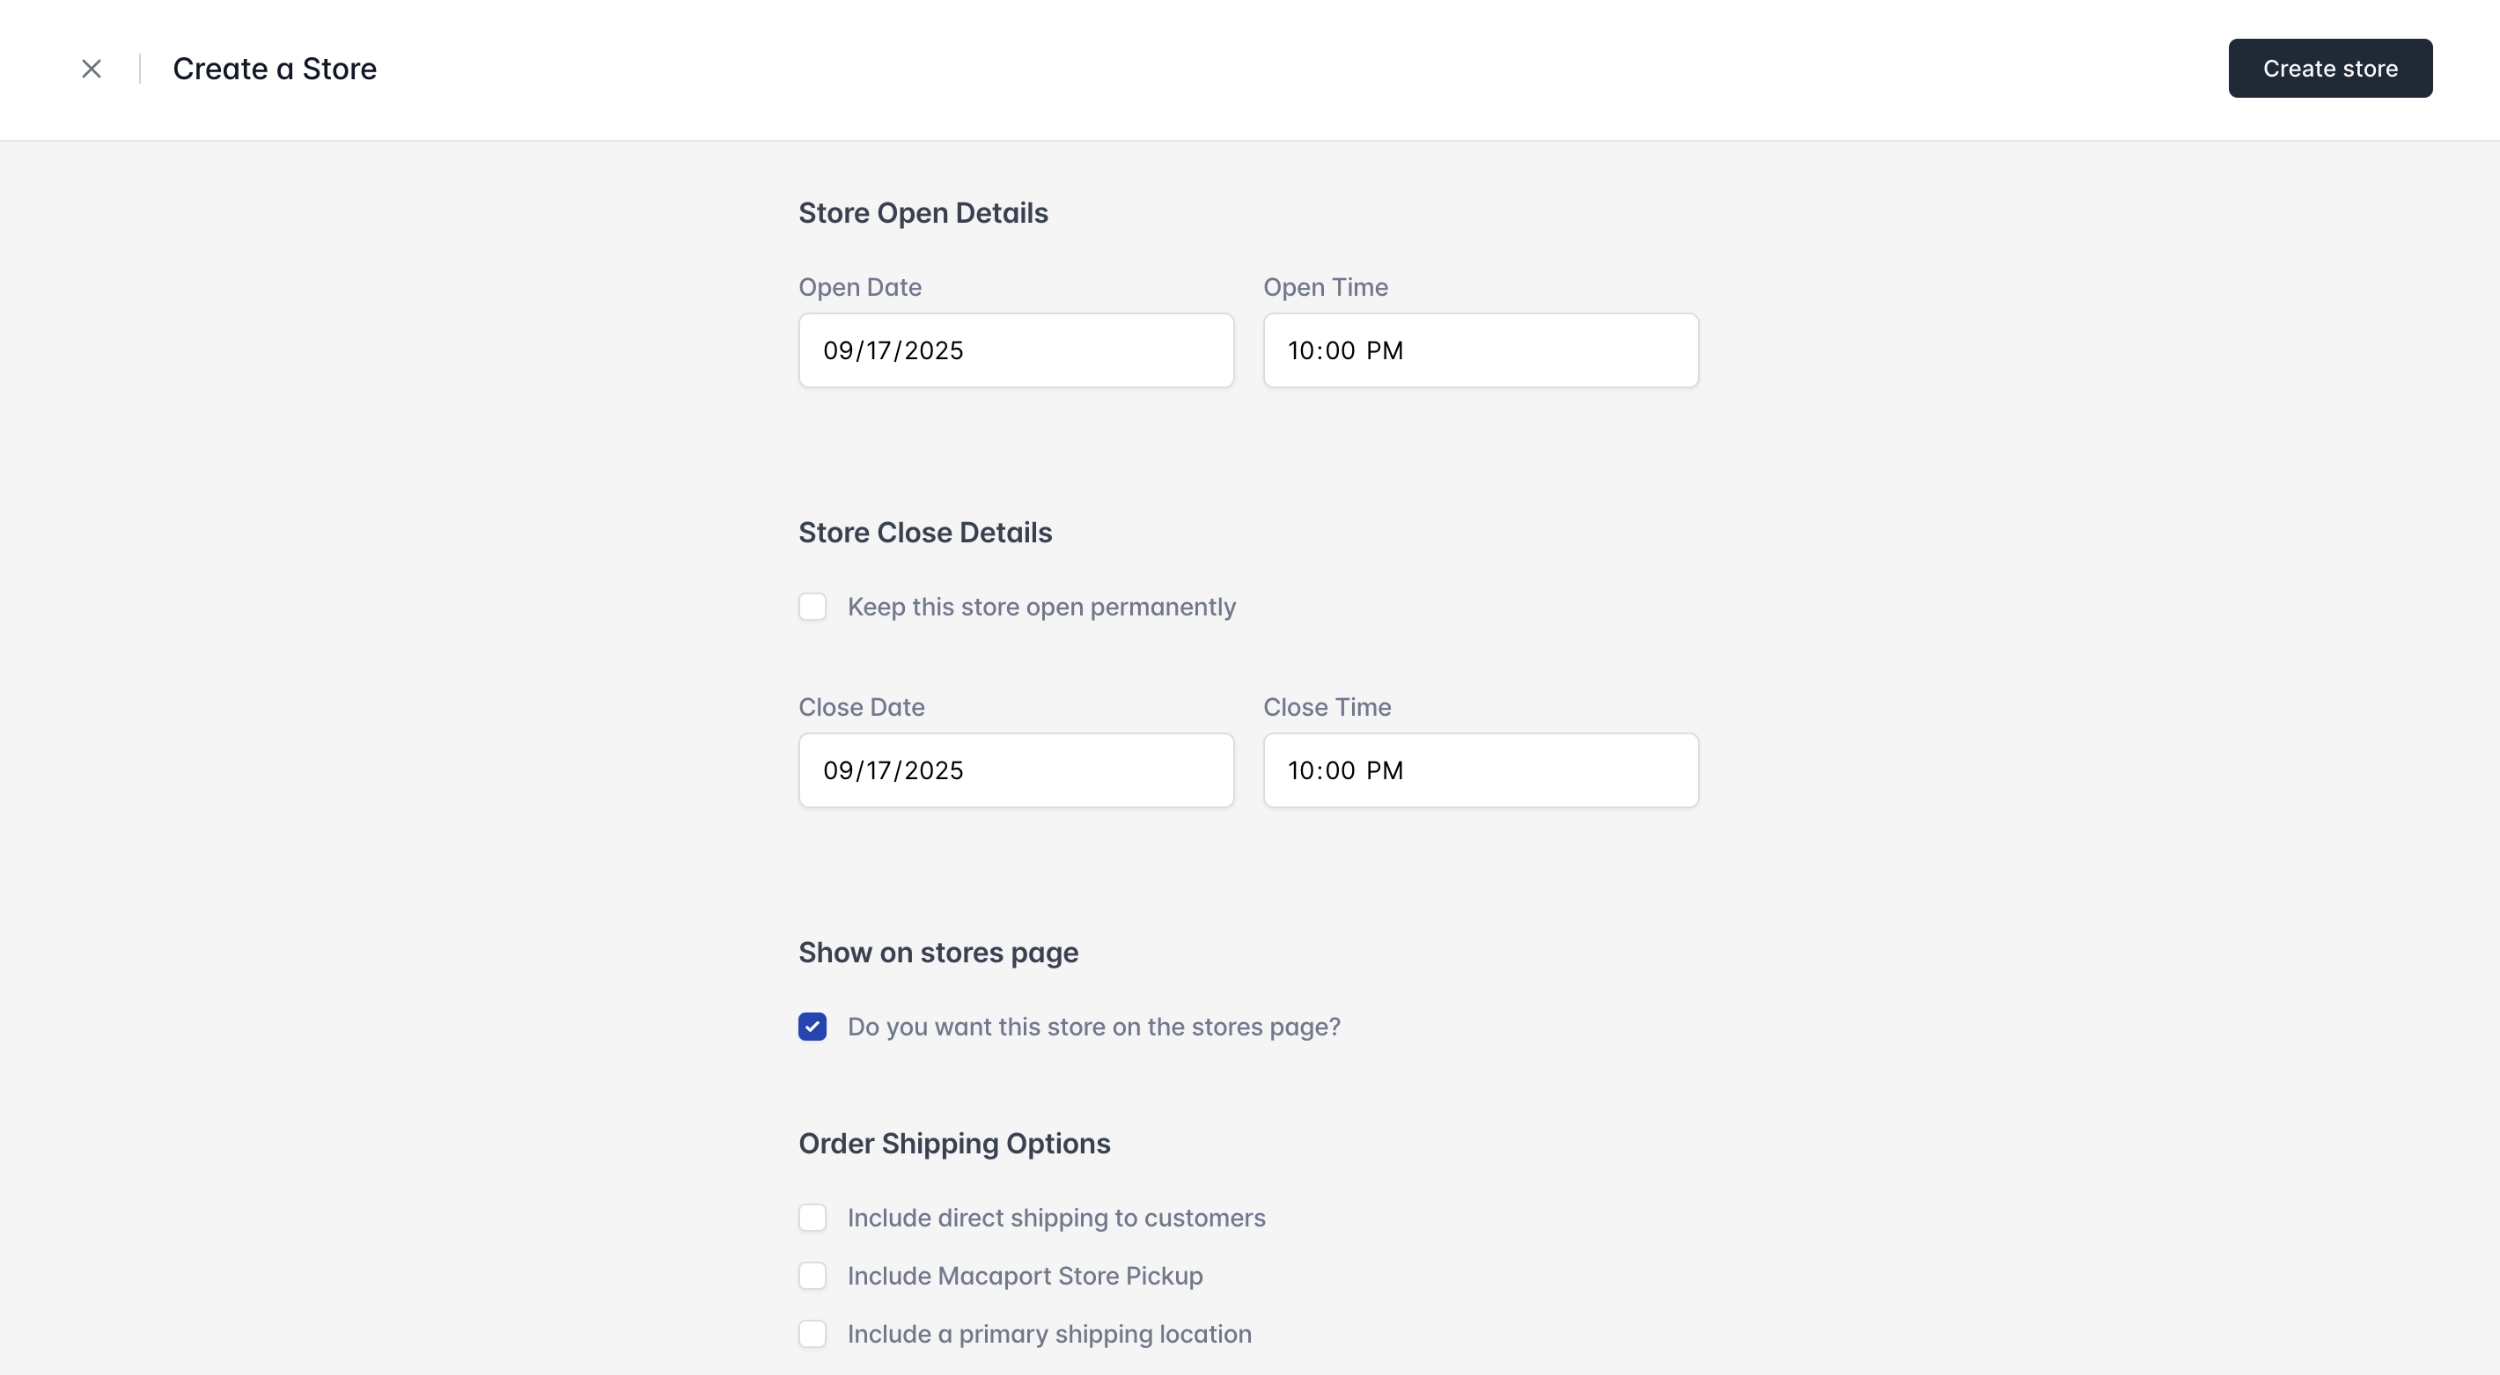 Create a Store
Create store
Store Open Details
Open Date
Open Time
09/17/2025
10:00 PM
Store Close Details
Keep this store open permanently
Close Date
Close Time
09/17/2025
10:00 PM
Show on stores page
Do you want this store on the stores page?
Order Shipping Options
Include direct shipping to customers
Include Macaport Store Pickup
Include a primary shipping location